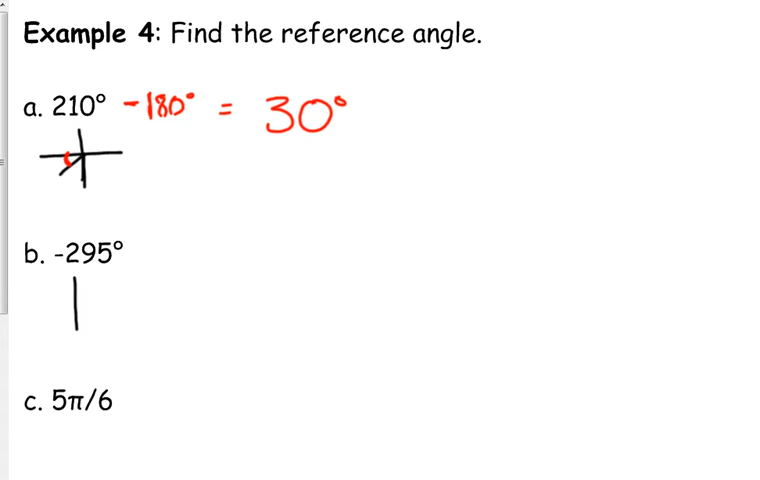 Example 4: Find the reference angle.
a. 210° -180° = 30°
b. -295°
c. 5π/6